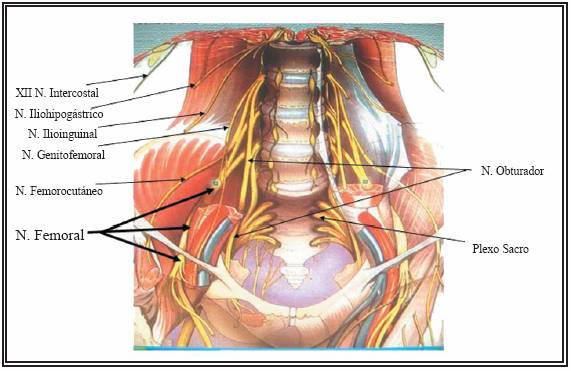 XII N. Intercostal
N. Iliohipogástrico
N. Ilioinguinal
N. Genitofemoral
N. Obturador
N. Femorocutáneo
N. Femoral
Plexo Sacro